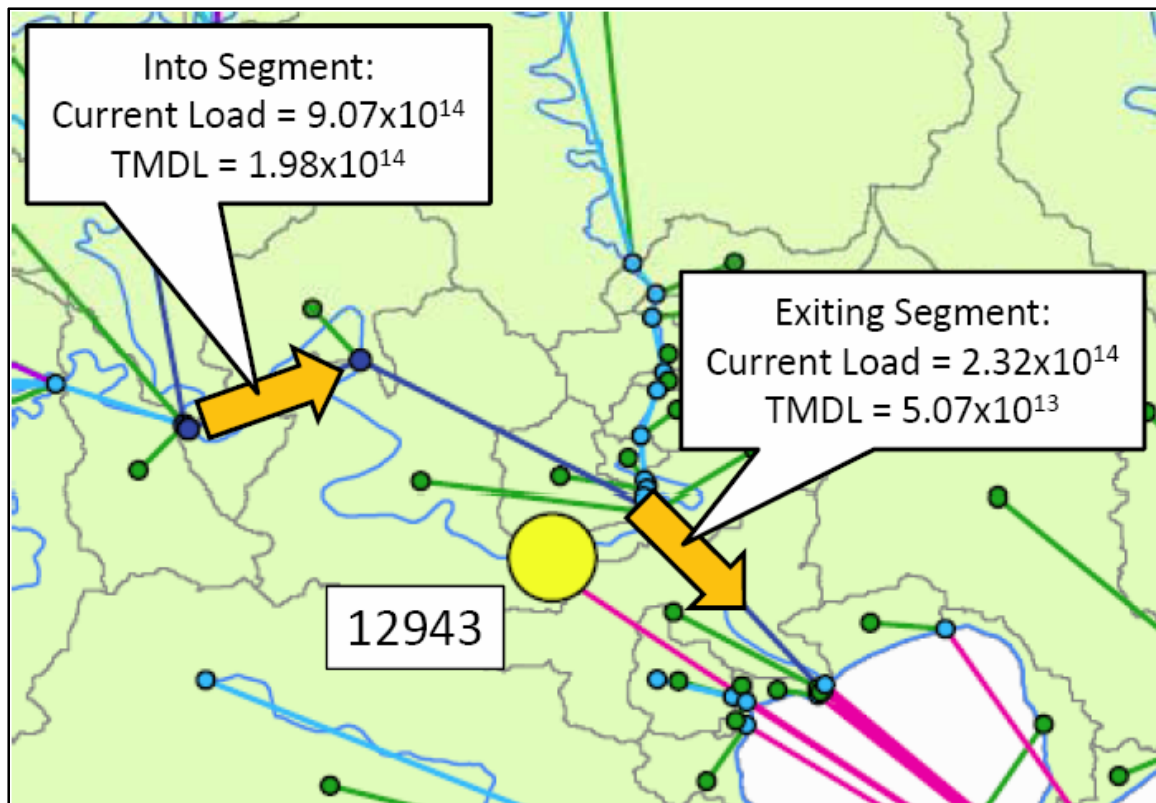 Into Segment:
Current Load = 9.07x10¹⁴
TMDL = 1.98x10¹⁴
Exiting Segment:
Current Load = 2.32x10¹⁴
TMDL = 5.07x10¹³
12943